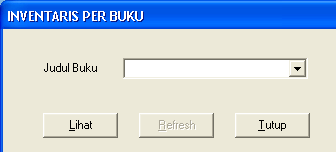 INVENTARIS PER BUKU
Judul Buku
Lihat Refresh Tutup